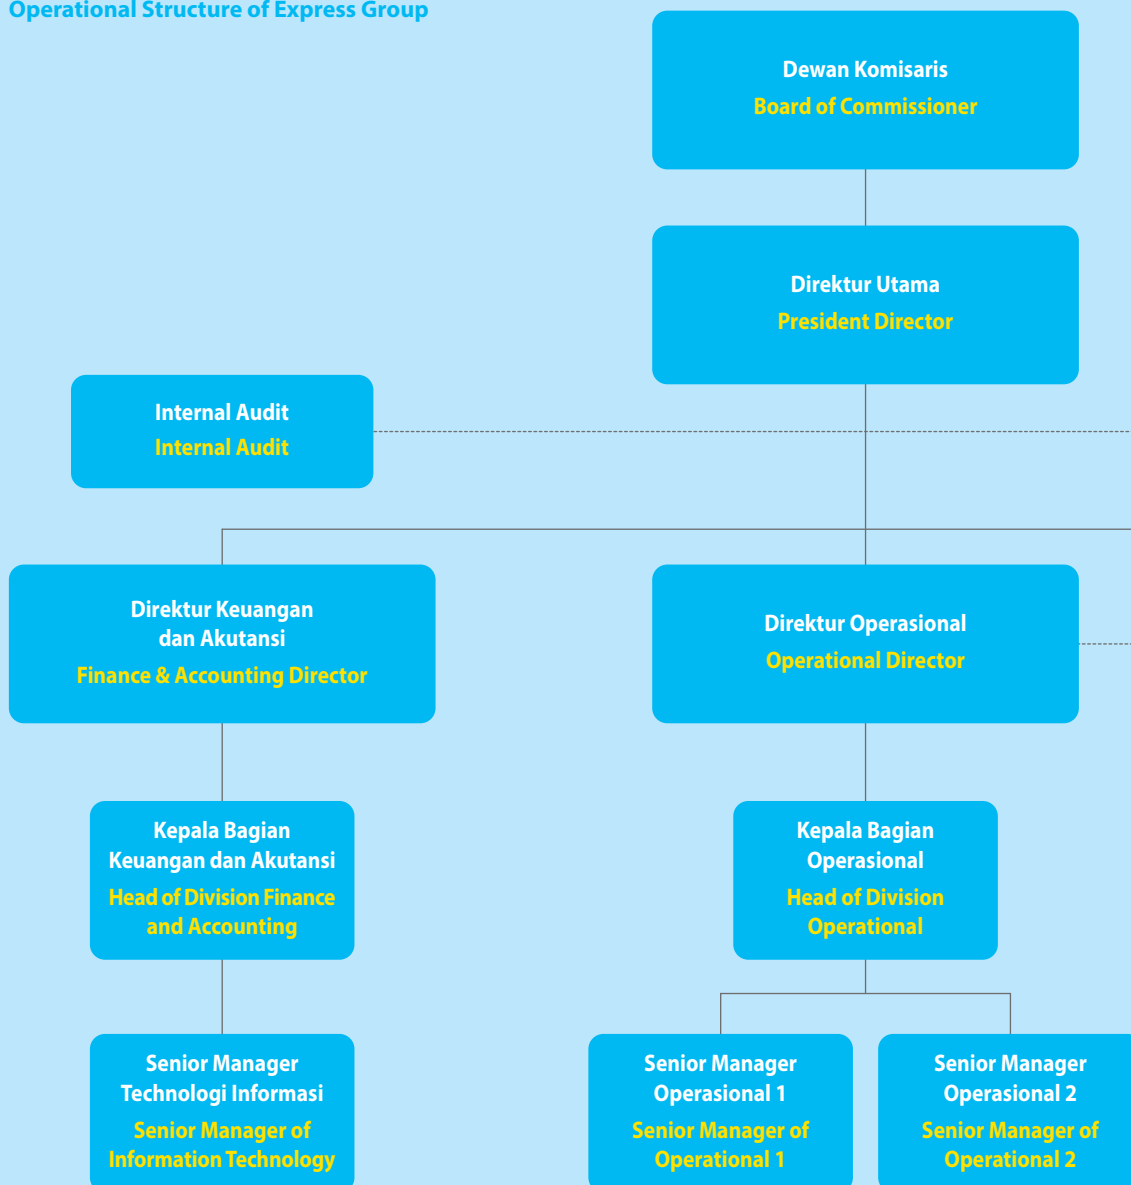 Operational Structure of Express Group
Dewan Komisaris
Board of Commissioner
Direktur Utama
President Director
Internal Audit
Internal Audit
Direktur Keuangan
dan Akutansi
Finance & Accounting Director
Direktur Operasional
Operational Director
Kepala Bagian
Keuangan dan Akutansi
Head of Division Finance
and Accounting
Kepala Bagian
Operasional
Head of Division
Operational
Senior Manager
Technologi Informasi
Senior Manager of
Information Technology
Senior Manager
Operasional 1
Senior Manager of
Operational 1
Senior Manager
Operasional 2
Senior Manager of
Operational 2